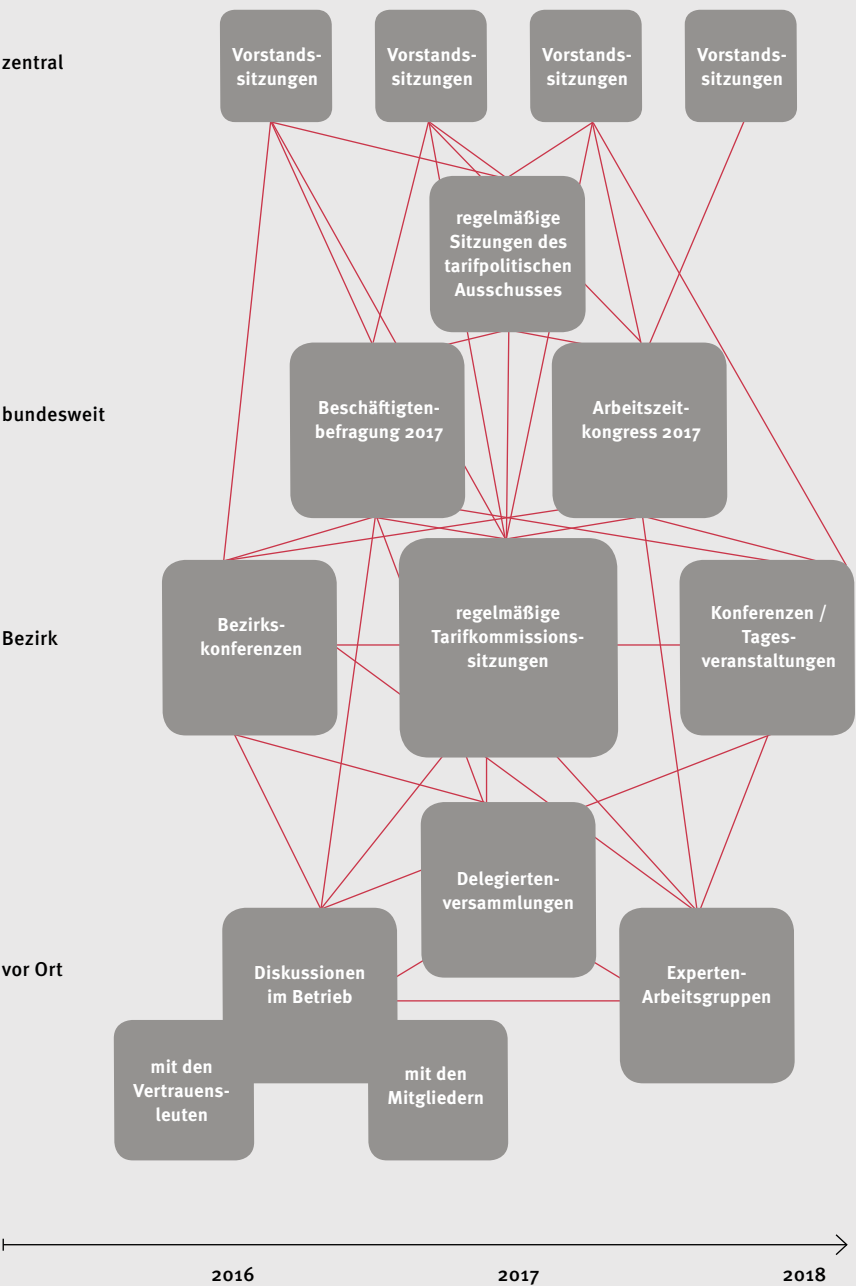 zentral
Vorstands-
sitzungen
Vorstands-
sitzungen
Vorstands-
sitzungen
Vorstands-
sitzungen
regelmäßige
Sitzungen des
tarifpolitischen
Ausschusses
bundesweit
Beschäftigten-
befragung 2017
Arbeitszeit-
kongress 2017
Bezirk
Bezirks-
konferenzen
regelmäßige
Tarifkommissions-
sitzungen
Konferenzen /
Tages-
veranstaltungen
Delegierten-
versammlungen
vor Ort
Diskussionen
im Betrieb
Experten-
Arbeitsgruppen
mit den
Vertrauens-
leuten
mit den
Mitgliedern
2016
2017
2018